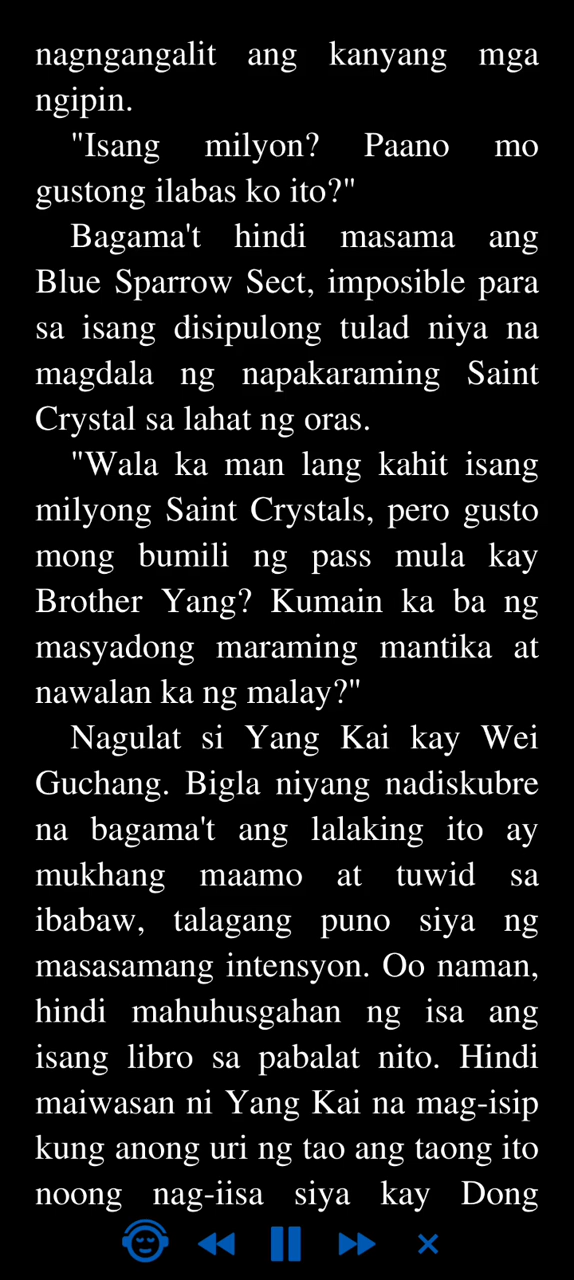 nagngangalit ang kanyang mga
ngipin.
"Isang milyon? Paano mo
gustong ilabas ko ito?"
Bagama't hindi masama ang
Blue Sparrow Sect, imposible para
sa isang disipulong tulad niya na
magdala ng napakaraming Saint
Crystal sa lahat ng oras.
"Wala ka man lang kahit isang
milyong Saint Crystals, pero gusto
mong bumili ng pass mula kay
Brother Yang? Kumain ka ba ng
masyadong maraming mantika at
nawalan ka ng malay?"
Nagulat si Yang Kai kay Wei
Guchang. Bigla niyang nadiskubre
na bagama't ang lalaking ito ay
mukhang maamo at tuwid sa
ibabaw, talagang puno siya ng
masasamang intensyon. Oo naman,
hindi mahuhusgahan ng isa ang
isang libro sa pabalat nito. Hindi
maiwasan ni Yang Kai na mag-isip
kung anong uri ng tao ang taong ito
noong nag-iisa siya kay Dong